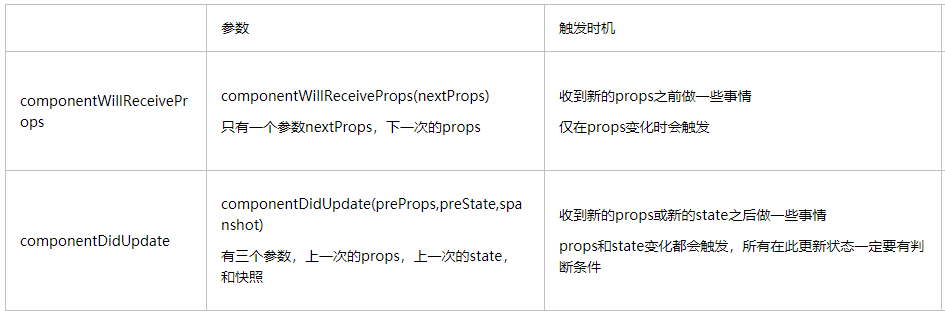 参数
触发时机
componentWillReceivePr
ops
componentWillReceiveProps(nextProps)
只有一个参数nextProps，下一次的props
收到新的props之前做一些事情
仅在props变化时会触发
componentDidUpdate
componentDidUpdate(preProps,preState,spa
nshot)
有三个参数，上一次的props，上一次的state，
和快照
收到新的props或新的state之后做一些事情
props和state变化都会触发，所有在此更新状态一定要有判
断条件